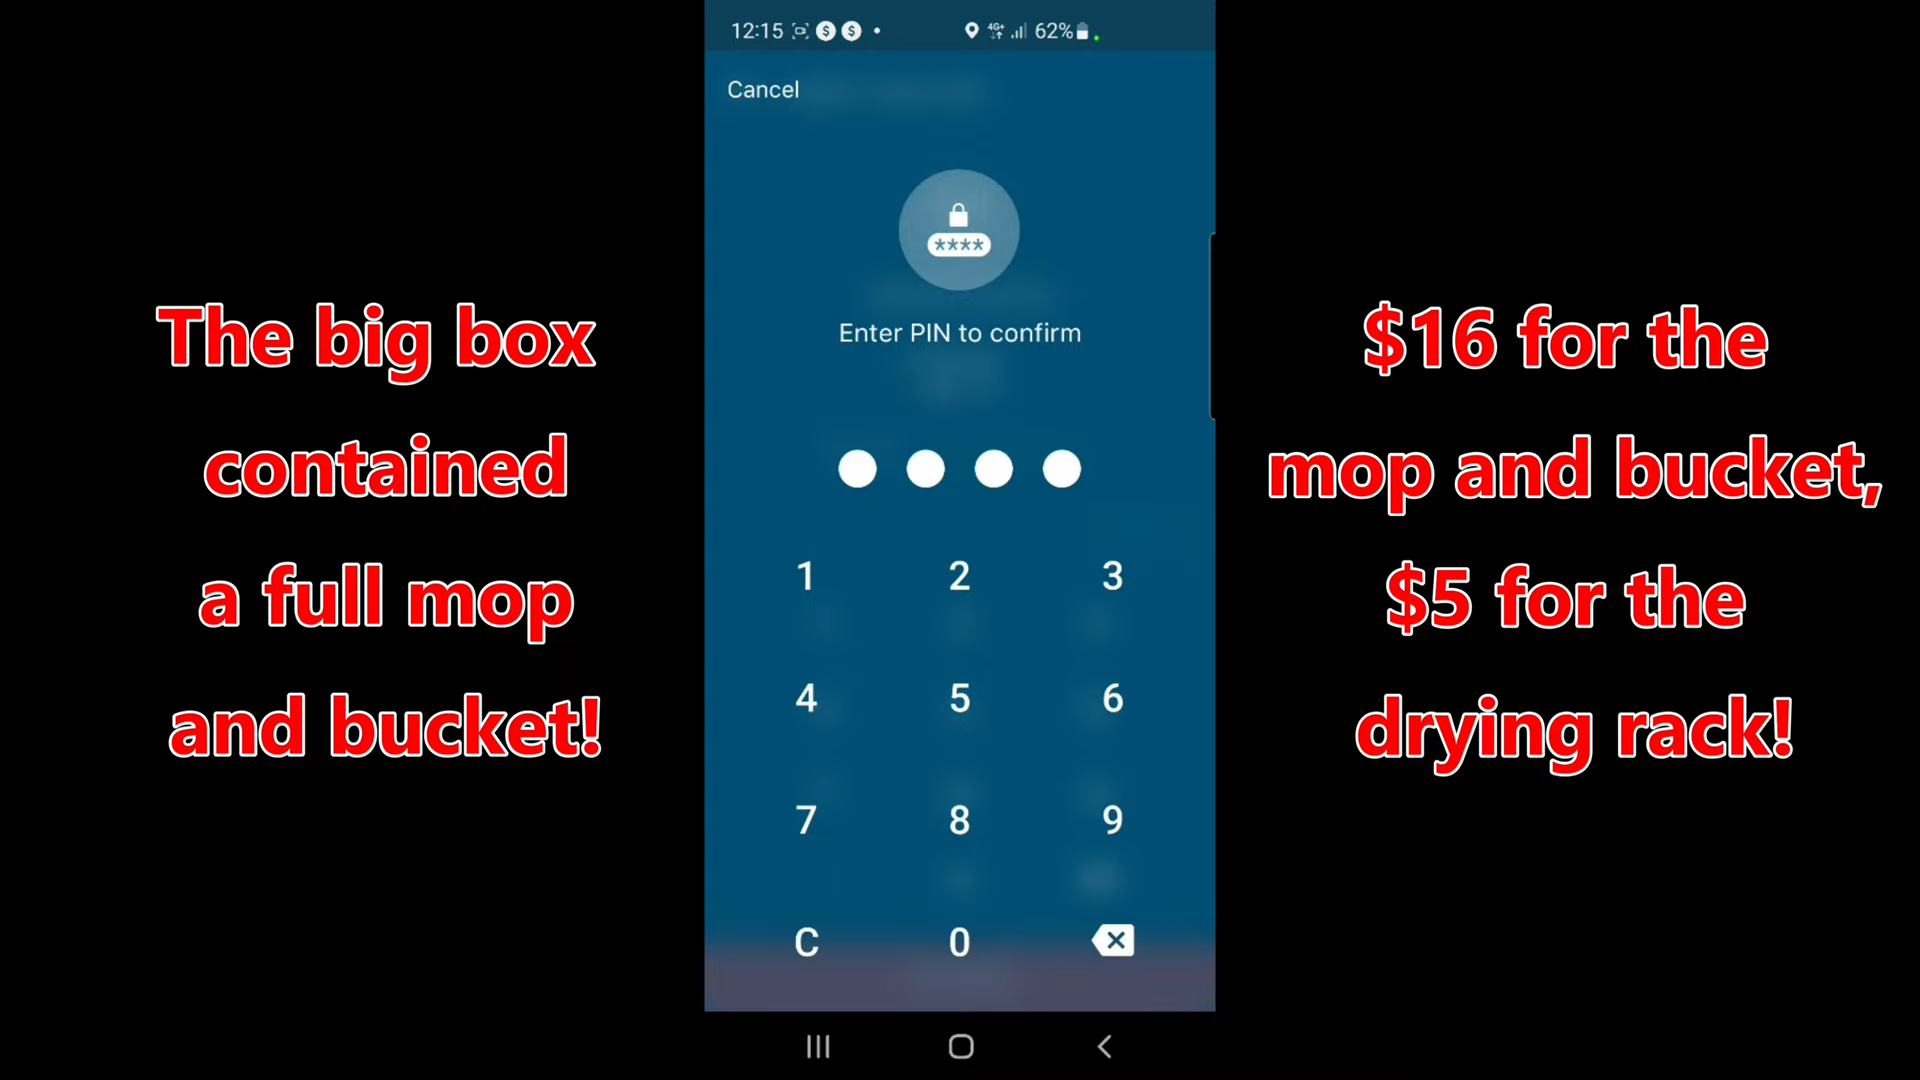 12:15 $ $ 4G+ 62%
Cancel
****
Enter PIN to confirm
1 2 3
4 5 6
7 8 9
C 0
The big box
contained
a full mop
and bucket!
$16 for the
mop and bucket,
$5 for the
drying rack!